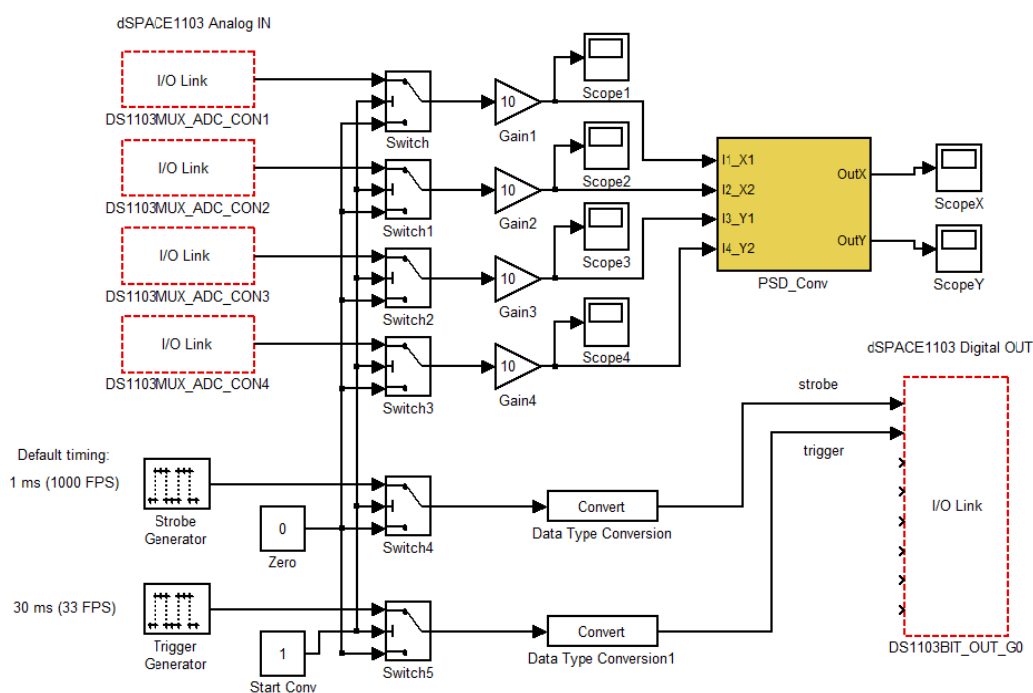 dSPACE1103 Analog IN
I/O Link
DS1103MUX_ADC_CON1
I/O Link
DS1103MUX_ADC_CON2
I/O Link
DS1103MUX_ADC_CON3
I/O Link
DS1103MUX_ADC_CON4
Switch
Switch1
Switch2
Switch3
10
Gain1
10
Gain2
10
Gain3
10
Gain4
Scope1
Scope2
Scope3
Scope4
I1_X1
I2_X2
I3_Y1
I4_Y2
OutX
OutY
PSD_Conv
ScopeX
ScopeY
Default timing:
1 ms (1000 FPS)
Strobe
Generator
0
Zero
Switch4
Convert
Data Type Conversion
30 ms (33 FPS)
Trigger
Generator
1
Start Conv
Switch5
Convert
Data Type Conversion1
dSPACE1103 Digital OUT
strobe
trigger
I/O Link
DS1103BIT_OUT_G0